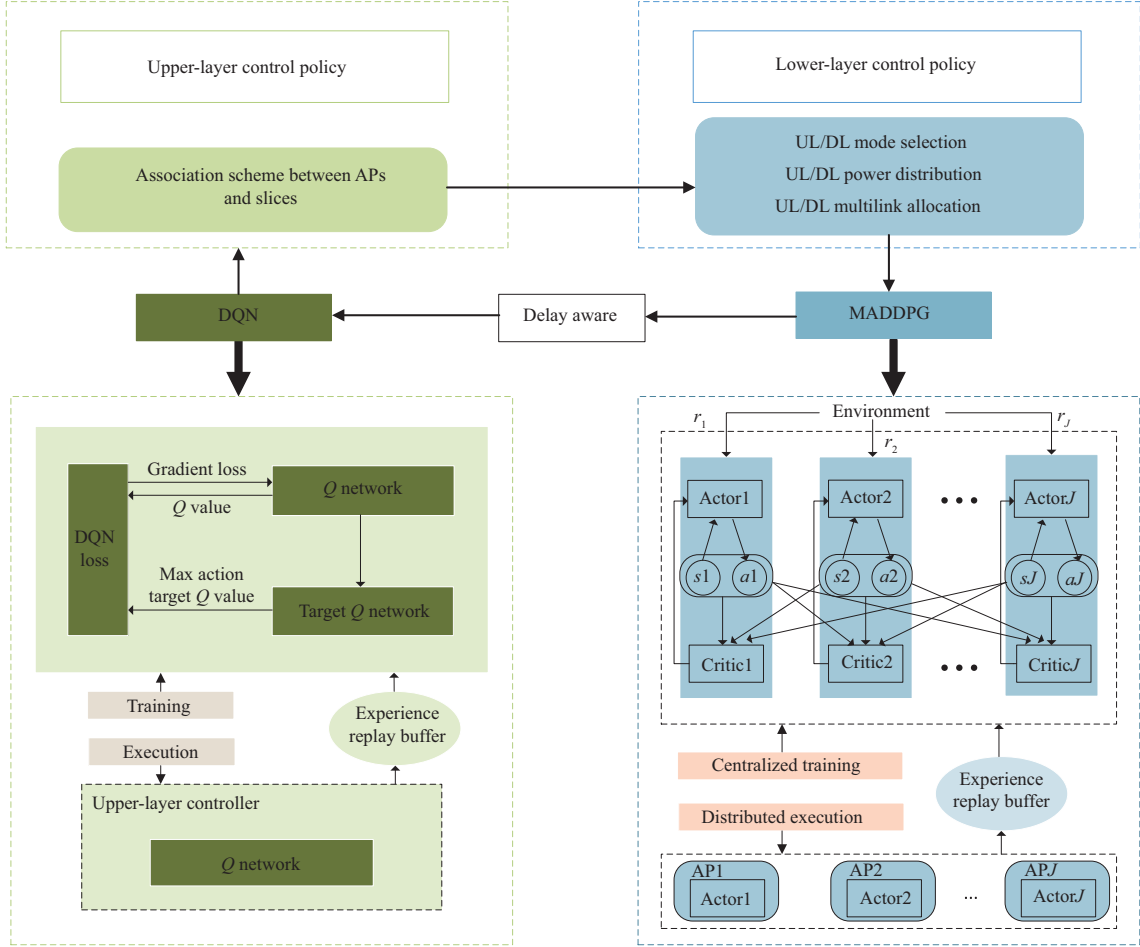 Upper-layer control policy
Association scheme between APs
and slices
Lower-layer control policy
UL/DL mode selection
UL/DL power distribution
UL/DL multilink allocation
DQN
Delay aware
MADDPG
DQN
loss
Gradient loss
Q value
Q network
Max action
target Q value
Target Q network
Training
Execution
Experience
replay buffer
Upper-layer controller
Q network
Environment
r1
r2
rJ
Actor1
Actor2
•••
ActorJ
s1
a1
s2
a2
sJ
aJ
Critic1
Critic2
•••
CriticJ
Centralized training
Distributed execution
Experience
replay buffer
AP1
Actor1
AP2
Actor2
...
APJ
ActorJ